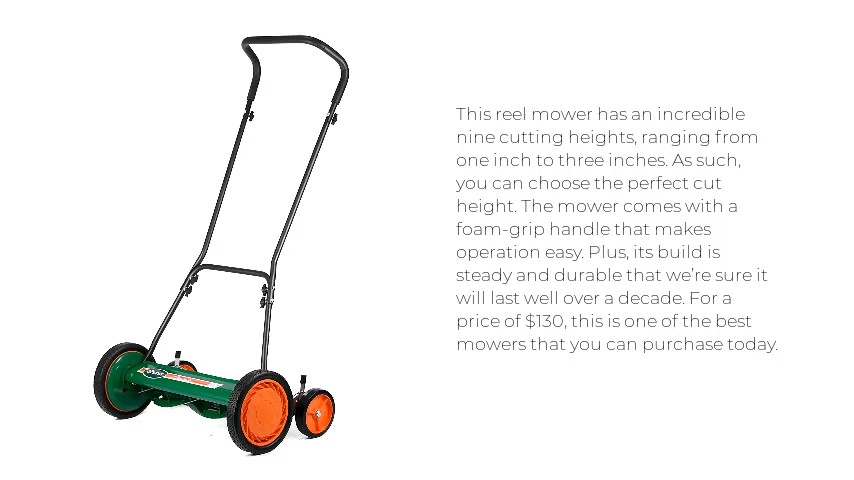 This reel mower has an incredible
nine cutting heights, ranging from
one inch to three inches. As such,
you can choose the perfect cut
height. The mower comes with a
foam-grip handle that makes
operation easy. Plus, its build is
steady and durable that we're sure it
will last well over a decade. For a
price of $130, this is one of the best
mowers that you can purchase today.